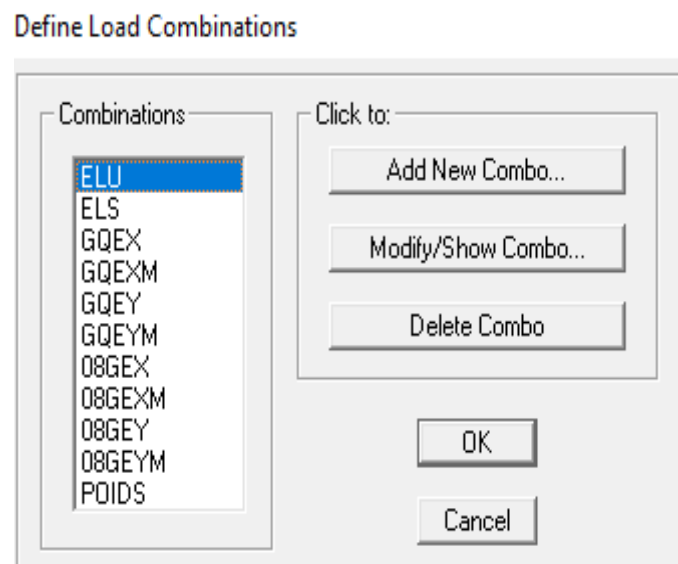 Define Load Combinations
Combinations
ELU
ELS
GQEX
GQEXM
GQEY
GQEYM
08GEX
08GEXM
08GEY
08GEYM
POIDS
Click to:
Add New Combo...
Modify/Show Combo...
Delete Combo
OK
Cancel